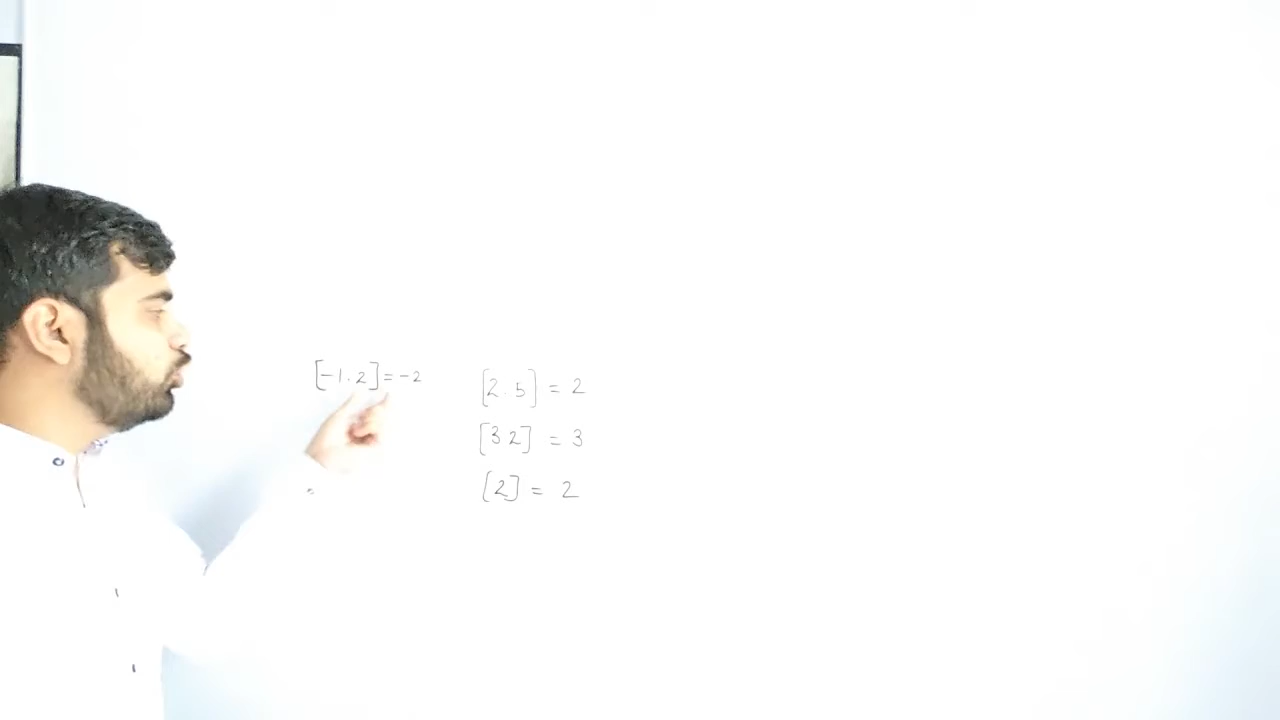 [-1.2] = -2
[2.5] = 2
[3 2] = 3
[2] = 2